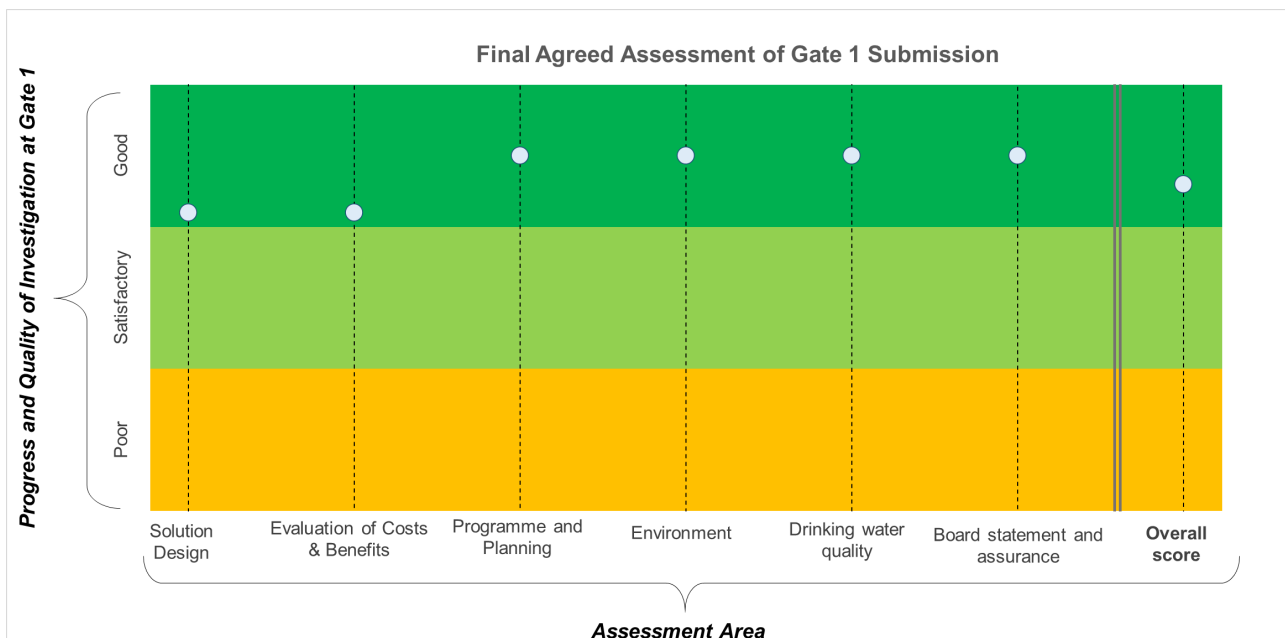 Final Agreed Assessment of Gate 1 Submission
Progress and Quality of Investigation at Gate 1
Good
Satisfactory
Poor
Solution
Design
Evaluation of Costs
& Benefits
Programme and
Planning
Environment
Drinking water
quality
Board statement and
assurance
Overall
score
Assessment Area